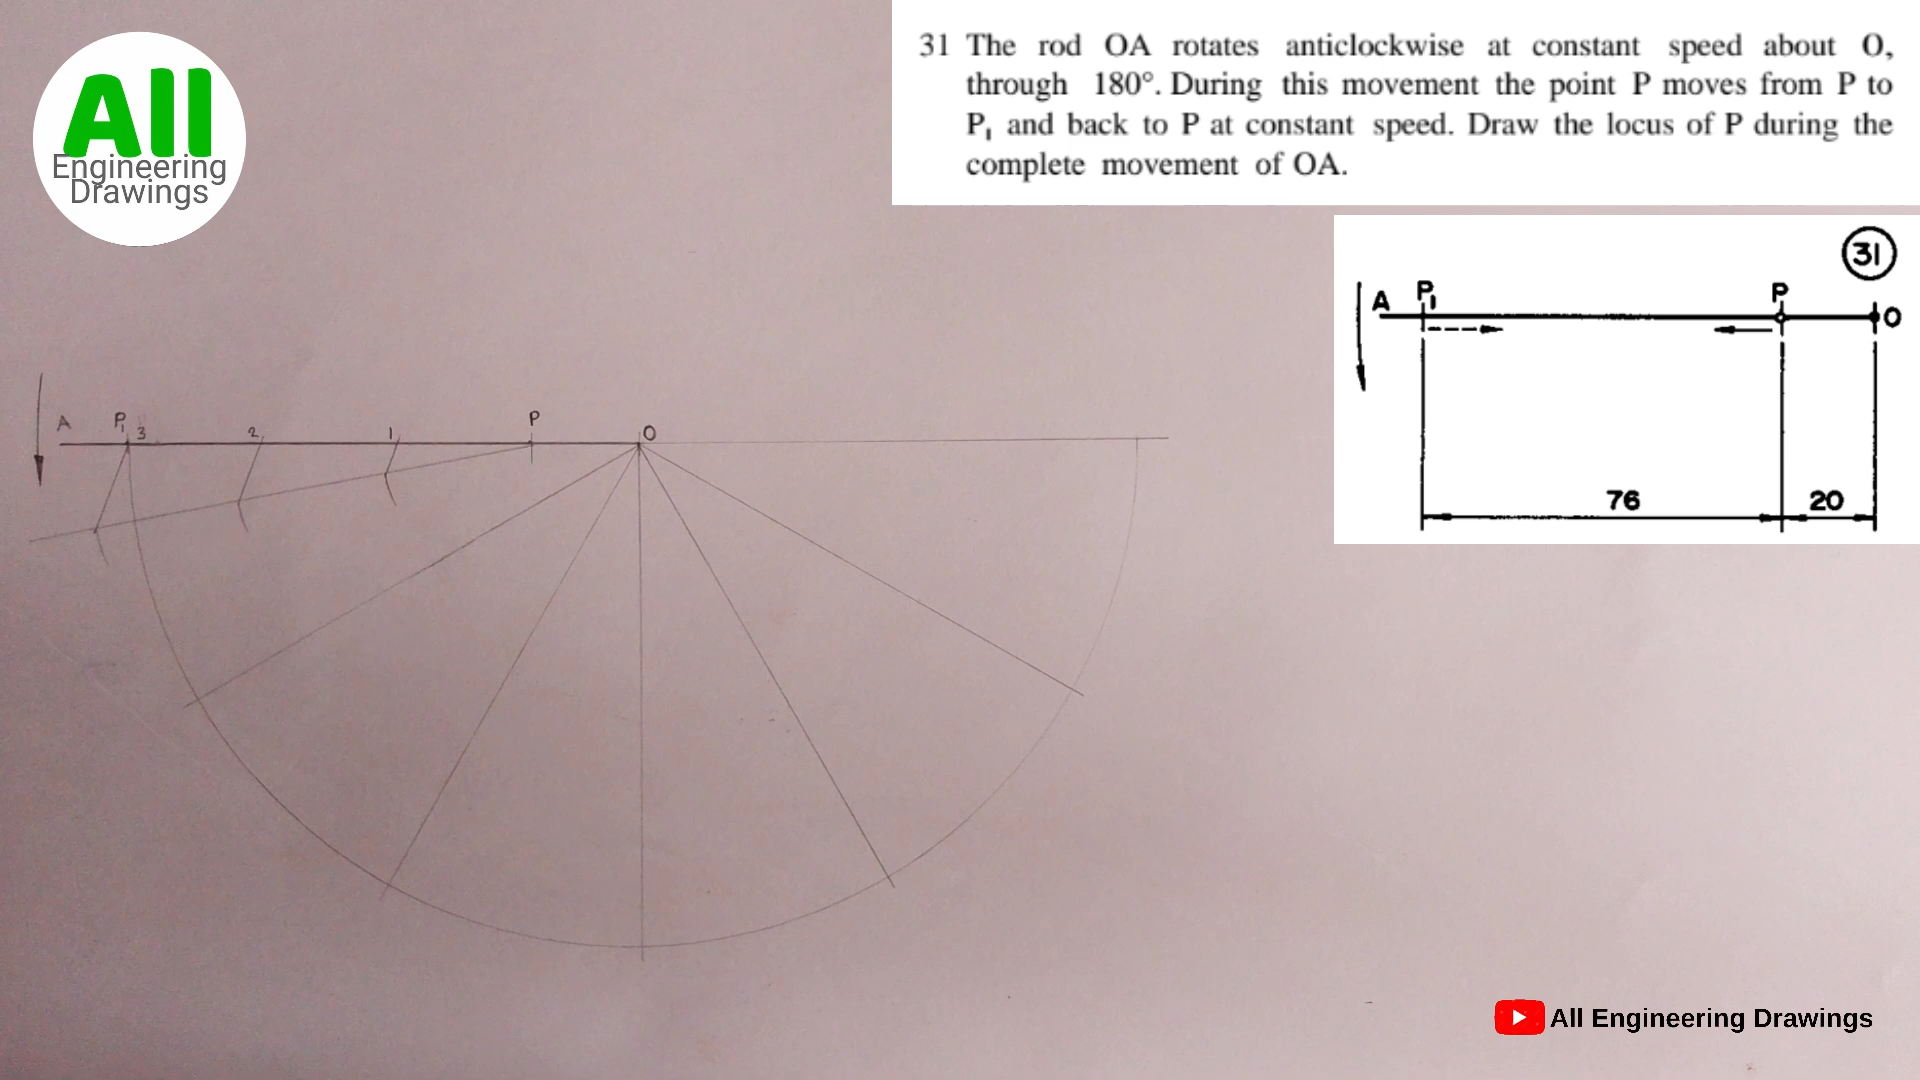 All
Engineering
Drawings
31 The rod OA rotates anticlockwise at constant speed about O,
through 180°. During this movement the point P moves from P to
P₁ and back to P at constant speed. Draw the locus of P during the
complete movement of OA.
31
A P₁ P O
76 20
A P₁ 3 2 1 P O
All Engineering Drawings